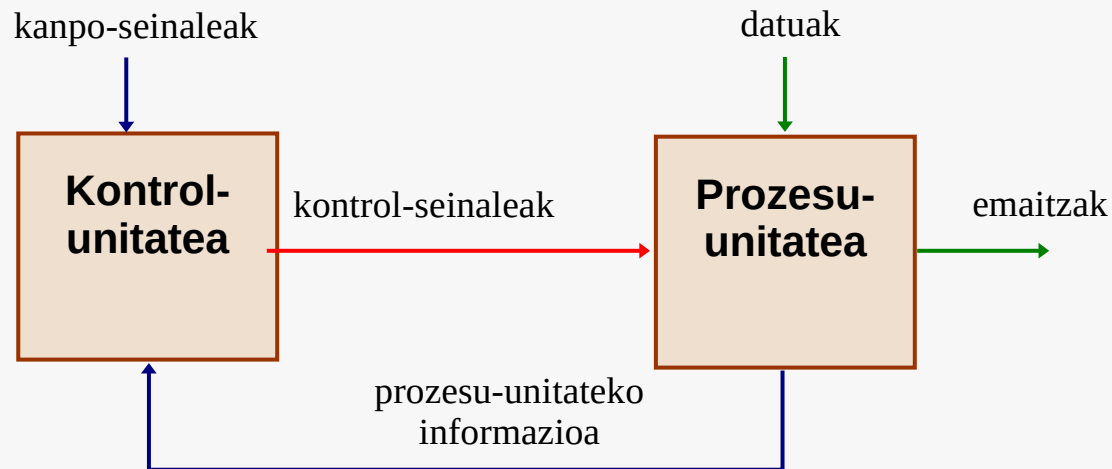 kanpo-seinaleak
datuak
Kontrol-
unitatea
kontrol-seinaleak
Prozesu-
unitatea
emaitzak
prozesu-unitateko
informazioa